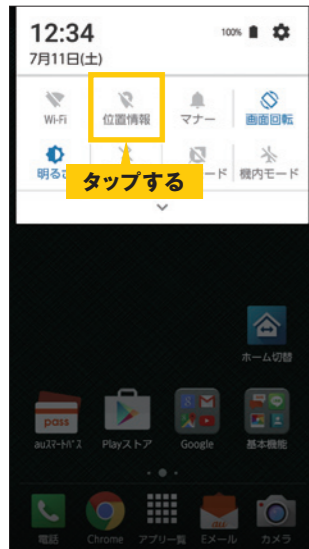 12:34
100%
7月11日(土)
Wi-Fi
位置情報
マナー
画面回転
明る
タップする
ード
機内モード
ホーム切替
pass
auスマートパス
Playストア
Google
基本機能
au
電話
Chrome
アプリ一覧
Eメール
カメラ